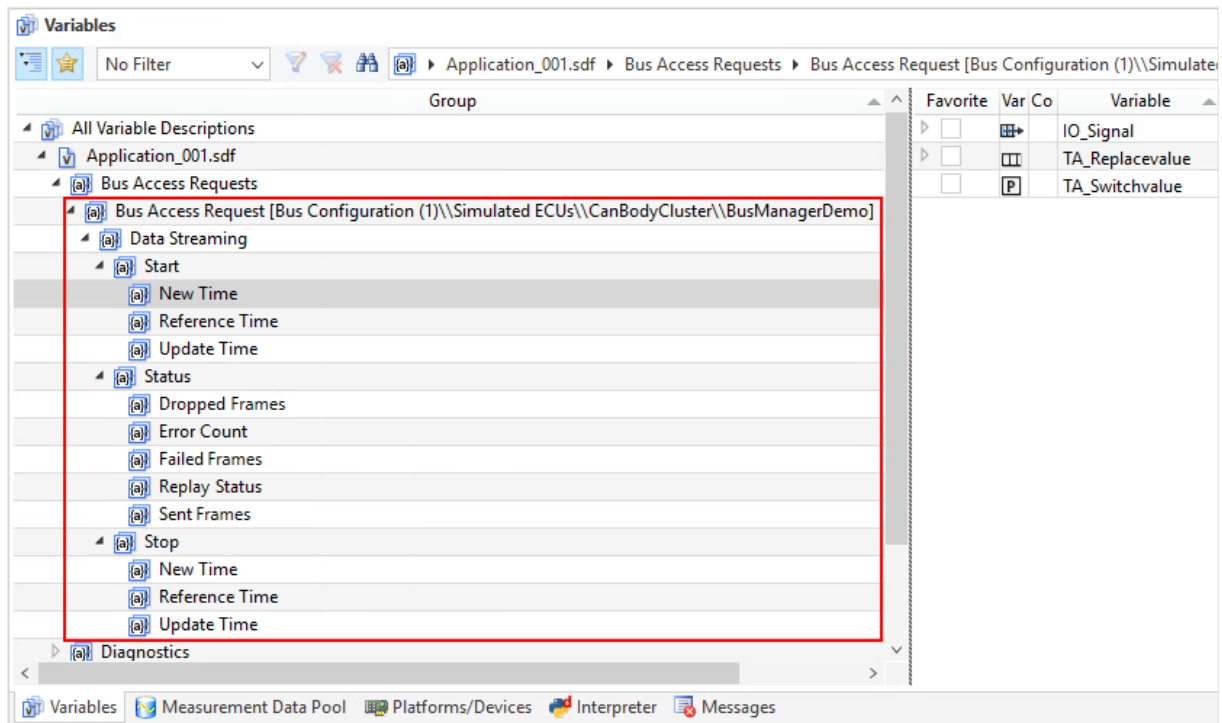 Variables
No Filter Application_001.sdf Bus Access Requests Bus Access Request [Bus Configuration (1)\\Simulate
Group Favorite Var Co Variable
All Variable Descriptions IO_Signal
Application_001.sdf TA_Replacevalue
Bus Access Requests P TA_Switchvalue
Bus Access Request [Bus Configuration (1)\\Simulated ECUs\\CanBodyCluster\\BusManagerDemo]
Data Streaming
Start
New Time
Reference Time
Update Time
Status
Dropped Frames
Error Count
Failed Frames
Replay Status
Sent Frames
Stop
New Time
Reference Time
Update Time
Diagnostics
Variables Measurement Data Pool Platforms/Devices Interpreter Messages